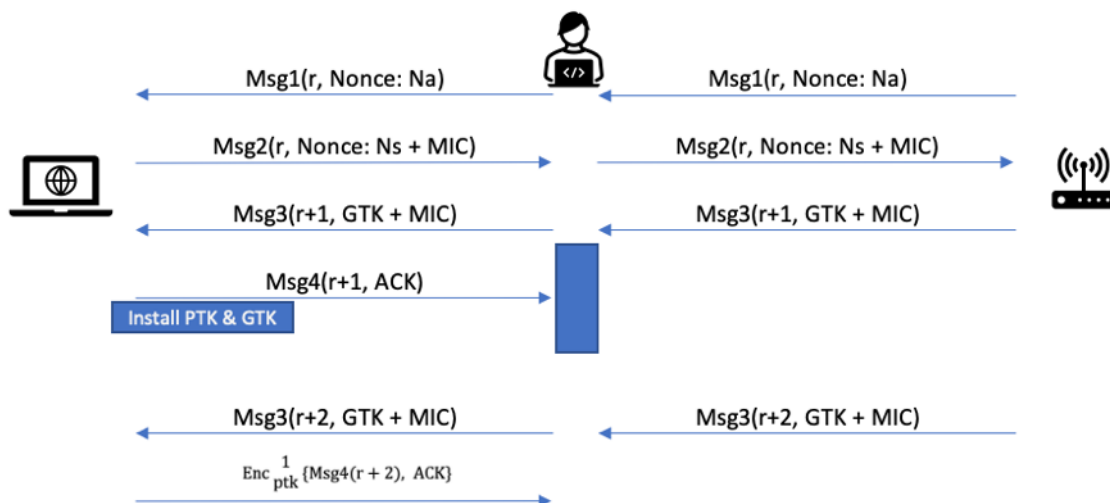 </>
Msg1(r, Nonce: Na)
Msg1(r, Nonce: Na)
Msg2(r, Nonce: Ns + MIC)
Msg2(r, Nonce: Ns + MIC)
Msg3(r+1, GTK + MIC)
Msg3(r+1, GTK + MIC)
Msg4(r+1, ACK)
Install PTK & GTK
Msg3(r+2, GTK + MIC)
Msg3(r+2, GTK + MIC)
Enc 1/ptk {Msg4(r + 2), ACK}